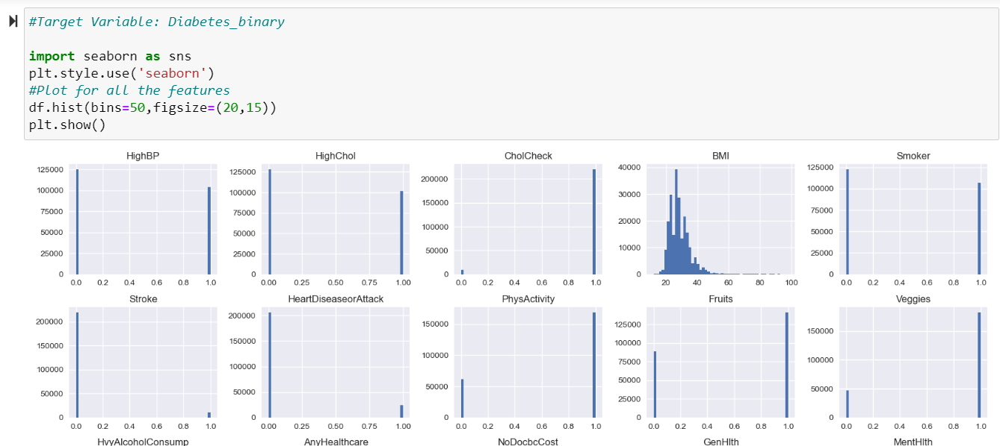 #Target Variable: Diabetes_binary
import seaborn as sns
plt.style.use('seaborn')
#Plot for all the features
df.hist(bins=50,figsize=(20,15))
plt.show()
HighBP
125000
100000
75000
50000
25000
0
0.0 0.2 0.4 0.6 0.8 1.0
HighChol
125000
100000
75000
50000
25000
0
0.00 0.25 0.50 0.75 1.00
CholCheck
200000
150000
100000
50000
0
0.0 0.2 0.4 0.6 0.8 1.0
BMI
40000
30000
20000
10000
0
20 40 60 80 100
Smoker
125000
100000
75000
50000
25000
0
0.0 0.2 0.4 0.6 0.8 1.0
Stroke
200000
150000
100000
50000
0
0.0 0.2 0.4 0.6 0.8 1.0
HeartDiseaseorAttack
200000
150000
100000
50000
0
0.00 0.25 0.50 0.75 1.00
PhysActivity
150000
100000
50000
0
0.0 0.2 0.4 0.6 0.8 1.0
Fruits
125000
100000
75000
50000
25000
0
0.0 0.2 0.4 0.6 0.8 1.0
Veggies
150000
100000
50000
0
0.0 0.2 0.4 0.6 0.8 1.0
HvyAlcoholConsump
AnyHealthcare
NoDocbcCost
GenHlth
MentHlth